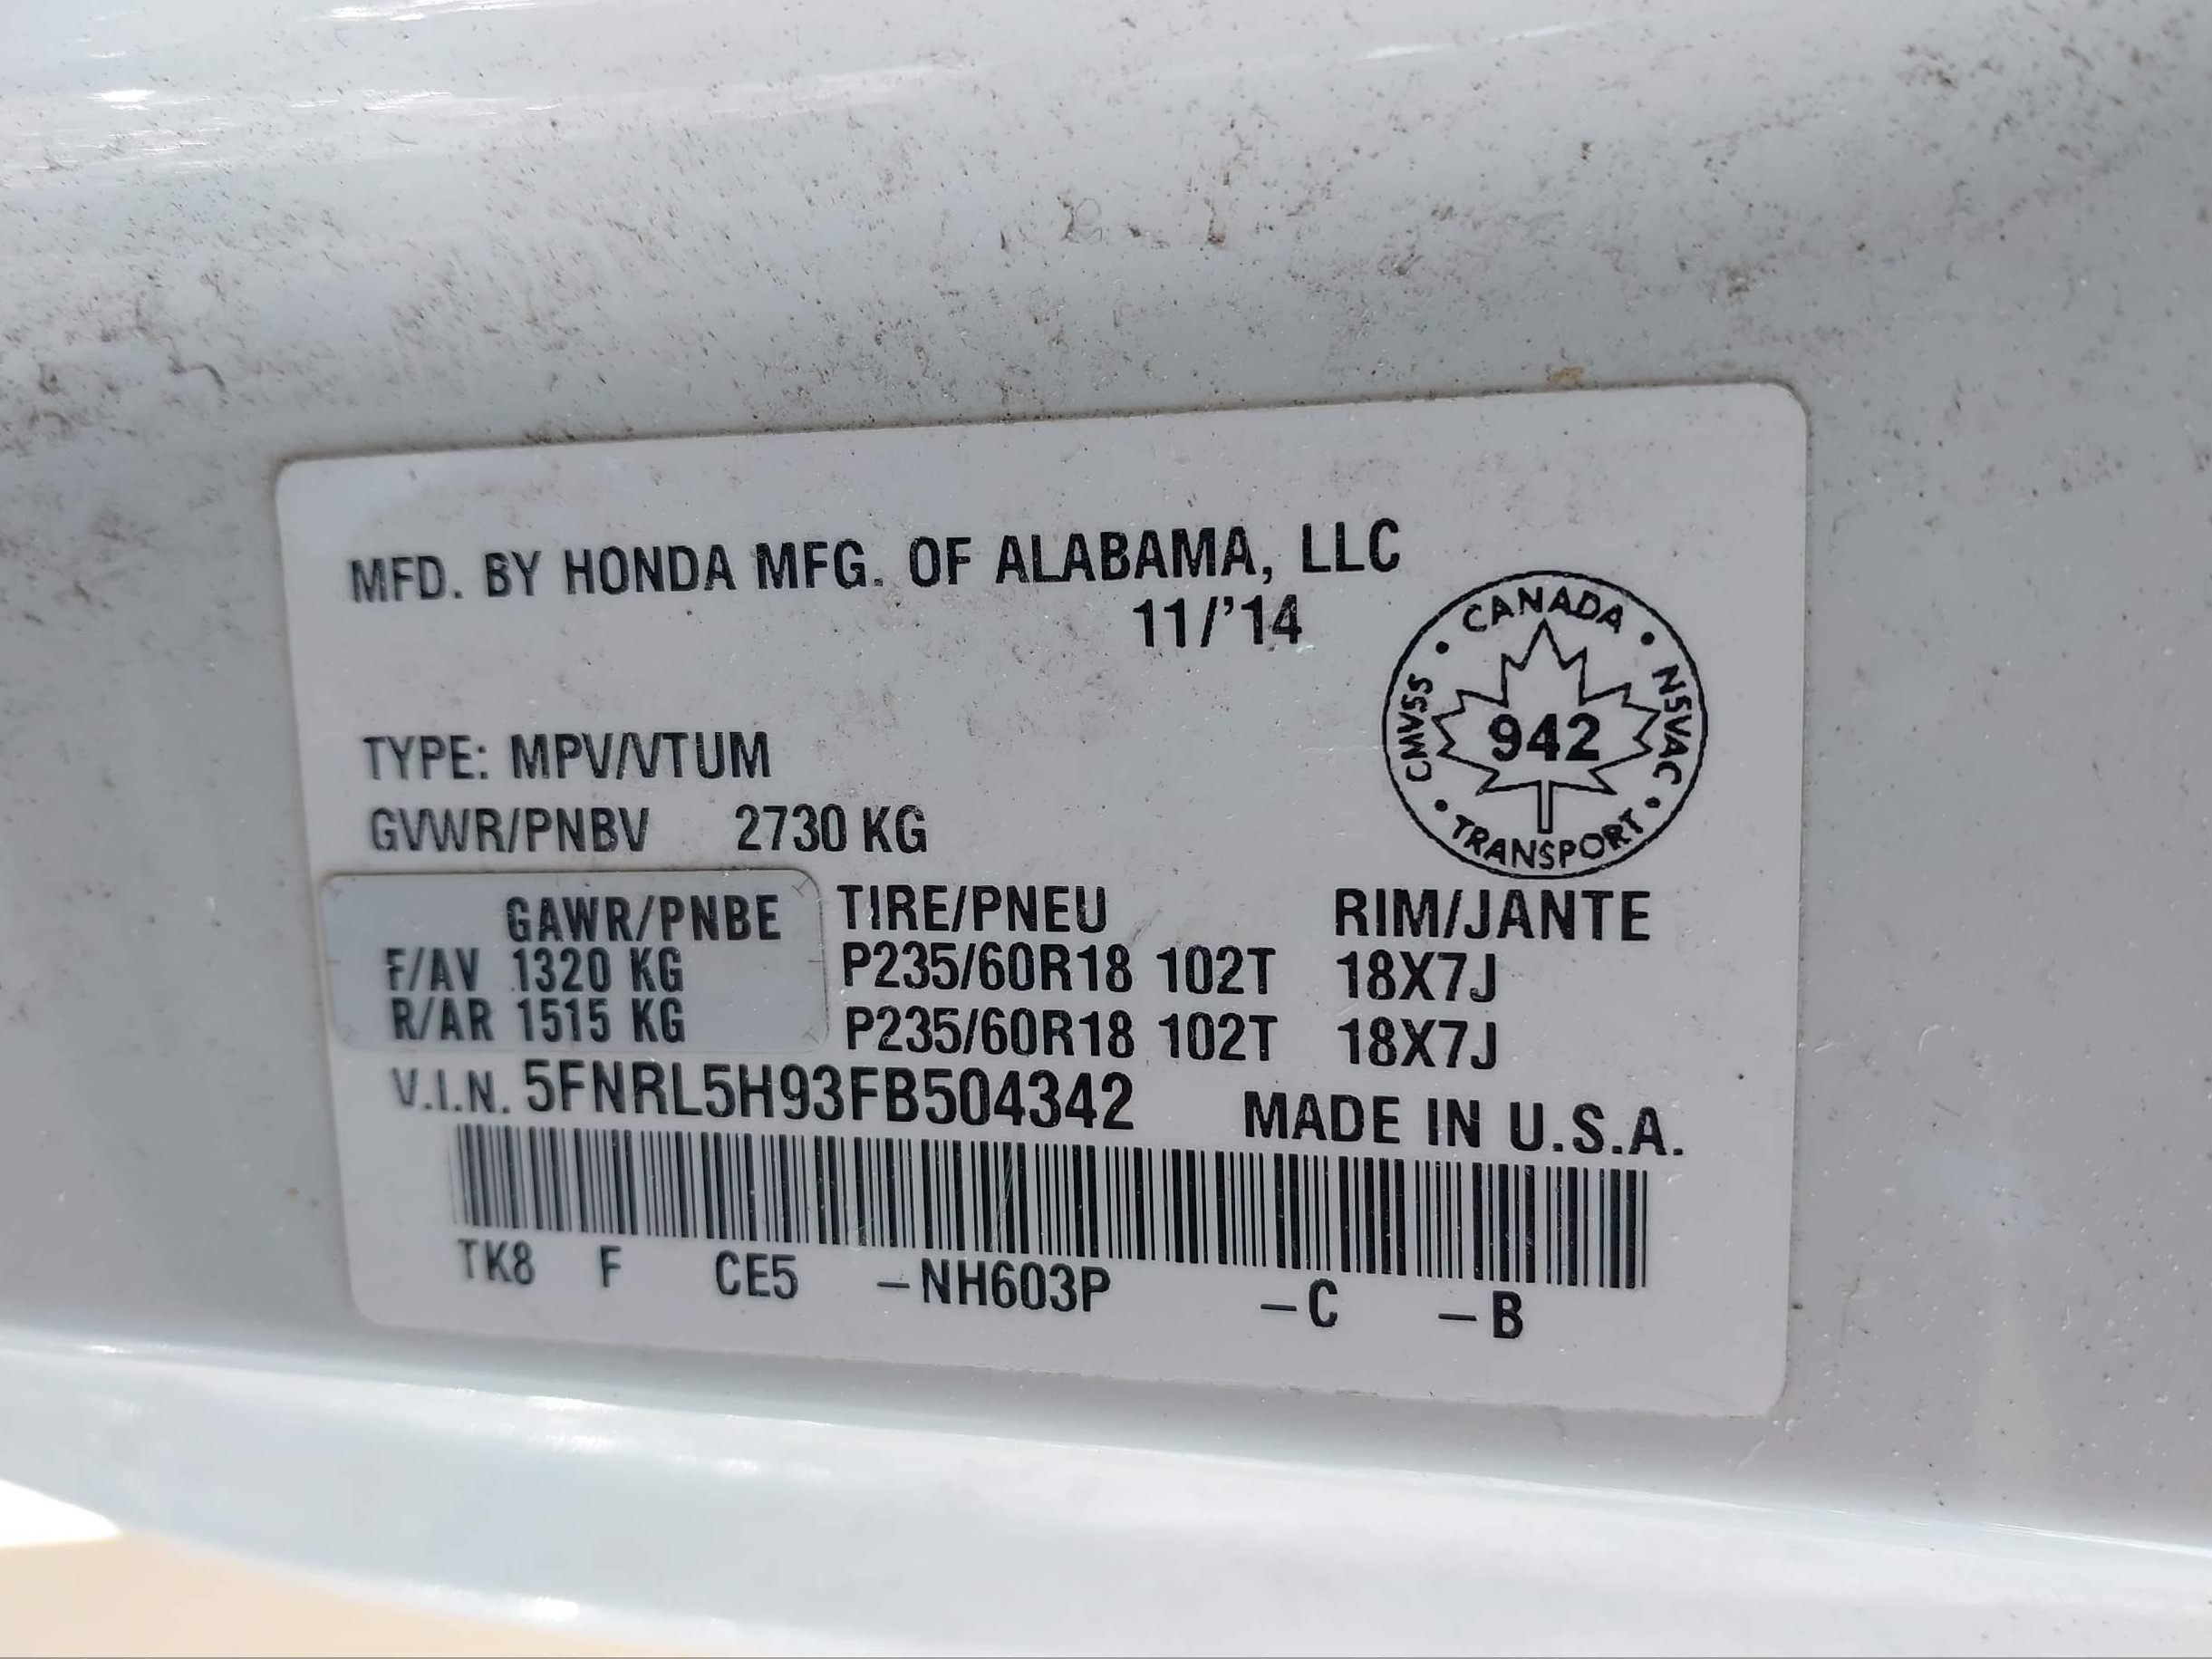 MFD. BY HONDA MFG. OF ALABAMA, LLC
11/'14
CANADA · NSVAC · TRANSPORT · CMVSS ·
942
TYPE: MPV/VTUM
GVWR/PNBV 2730 KG
GAWR/PNBE TIRE/PNEU RIM/JANTE
F/AV 1320 KG P235/60R18 102T 18X7J
R/AR 1515 KG P235/60R18 102T 18X7J
V.I.N. 5FNRL5H93FB504342 MADE IN U.S.A.
TK8 F CE5 –NH603P –C –B